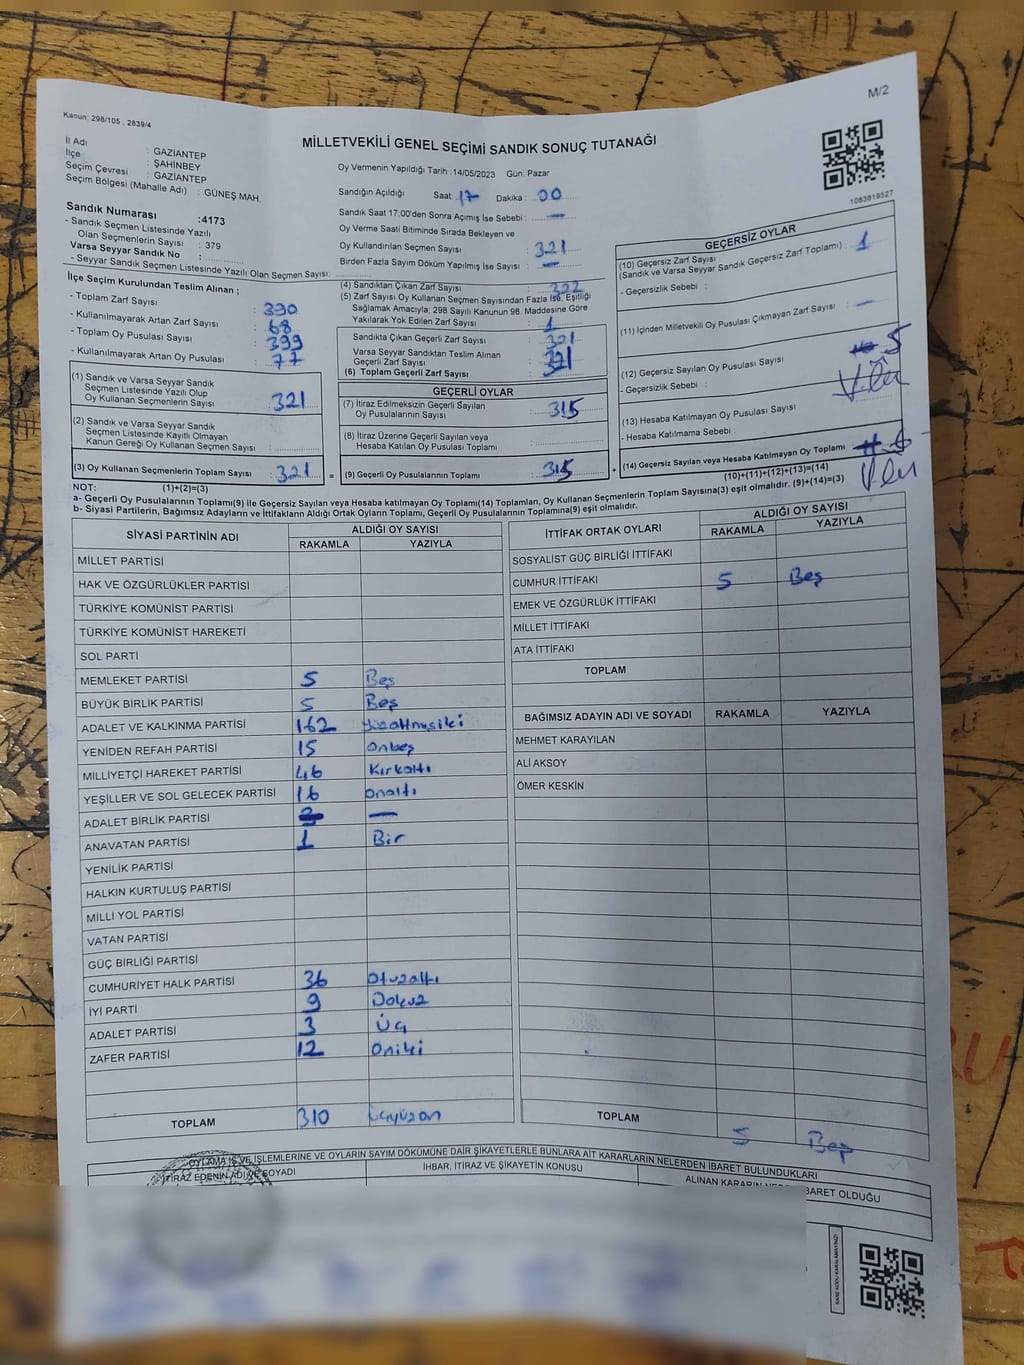 M/2
Kanun: 298/105 , 2839/4
MİLLETVEKİLİ GENEL SEÇİMİ SANDIK SONUÇ TUTANAĞI
İl Adı : GAZİANTEP
İlçe : ŞAHİNBEY
Seçim Çevresi : GAZİANTEP
Seçim Bölgesi (Mahalle Adı) : GÜNEŞ MAH.
Sandık Numarası :4173
- Sandık Seçmen Listesinde Yazılı
Olan Seçmenlerin Sayısı : 379
Varsa Seyyar Sandık No :
- Seyyar Sandık Seçmen Listesinde Yazılı Olan Seçmen Sayısı:
Oy Vermenin Yapıldığı Tarih :14/05/2023 Gün: Pazar
Sandığın Açıldığı Saat: 17 Dakika : 00
Sandık Saat 17:00'den Sonra Açılmış İse Sebebi : —
Oy Verme Saati Bitiminde Sırada Bekleyen ve
Oy Kullandırılan Seçmen Sayısı : 321
Birden Fazla Sayım Döküm Yapılmış İse Sayısı : —
1083819527
İlçe Seçim Kurulundan Teslim Alınan ;
- Toplam Zarf Sayısı : 390
- Kullanılmayarak Artan Zarf Sayısı : 68
- Toplam Oy Pusulası Sayısı : 399
- Kullanılmayarak Artan Oy Pusulası : 77
(4) Sandıktan Çıkan Zarf Sayısı : 322
(5) Zarf Sayısı Oy Kullanan Seçmen Sayısından Fazla İse, Eşitliği
Sağlamak Amacıyla; 298 Sayılı Kanunun 98. Maddesine Göre
Yakılarak Yok Edilen Zarf Sayısı : 1
Sandıkta Çıkan Geçerli Zarf Sayısı : 321
Varsa Seyyar Sandıktan Teslim Alınan
Geçerli Zarf Sayısı
(6) Toplam Geçerli Zarf Sayısı : 321
GEÇERSİZ OYLAR
(10) Geçersiz Zarf Sayısı
(Sandık ve Varsa Seyyar Sandık Geçersiz Zarf Toplamı) : 1
- Geçersizlik Sebebi :
(11) İçinden Milletvekili Oy Pusulası Çıkmayan Zarf Sayısı : —
(12) Geçersiz Sayılan Oy Pusulası Sayısı 5
- Geçersizlik Sebebi :
(13) Hesaba Katılmayan Oy Pusulası Sayısı
- Hesaba Katılmama Sebebi :
(14) Geçersiz Sayılan veya Hesaba Katılmayan Oy Toplamı 6
(10)+(11)+(12)+(13)=(14)
(1) Sandık ve Varsa Seyyar Sandık
Seçmen Listesinde Yazılı Olup
Oy Kullanan Seçmenlerin Sayısı : 321
(2) Sandık ve Varsa Seyyar Sandık
Seçmen Listesinde Kayıtlı Olmayan
Kanun Gereği Oy Kullanan Seçmen Sayısı :
(3) Oy Kullanan Seçmenlerin Toplam Sayısı : 321 =
(1)+(2)=(3)
GEÇERLİ OYLAR
(7) İtiraz Edilmeksizin Geçerli Sayılan
Oy Pusulalarının Sayısı : 315
(8) İtiraz Üzerine Geçerli Sayılan veya
Hesaba Katılan Oy Pusulası Toplamı :
(9) Geçerli Oy Pusulalarının Toplamı : 315 +
NOT:
a- Geçerli Oy Pusulalarının Toplamı(9) ile Geçersiz Sayılan veya Hesaba katılmayan Oy Toplamı(14) Toplamları, Oy Kullanan Seçmenlerin Toplam Sayısına(3) eşit olmalıdır. (9)+(14)=(3)
b- Siyasi Partilerin, Bağımsız Adayların ve İttifakların Aldığı Ortak Oyların Toplamı, Geçerli Oy Pusulalarının Toplamına(9) eşit olmalıdır.
SİYASİ PARTİNİN ADI ALDIĞI OY SAYISI
RAKAMLA YAZIYLA
MİLLET PARTİSİ
HAK VE ÖZGÜRLÜKLER PARTİSİ
TÜRKİYE KOMÜNİST PARTİSİ
TÜRKİYE KOMÜNİST HAREKETİ
SOL PARTİ
MEMLEKET PARTİSİ 5 Beş
BÜYÜK BİRLİK PARTİSİ 5 Beş
ADALET VE KALKINMA PARTİSİ 162 yüzaltmışiki
YENİDEN REFAH PARTİSİ 15 Onbeş
MİLLİYETÇİ HAREKET PARTİSİ 46 Kırkaltı
YEŞİLLER VE SOL GELECEK PARTİSİ 16 onaltı
ADALET BİRLİK PARTİSİ —
ANAVATAN PARTİSİ 1 Bir
YENİLİK PARTİSİ
HALKIN KURTULUŞ PARTİSİ
MİLLİ YOL PARTİSİ
VATAN PARTİSİ
GÜÇ BİRLİĞİ PARTİSİ
CUMHURİYET HALK PARTİSİ 36 Otuzaltı
İYİ PARTİ 9 Dokuz
ADALET PARTİSİ 3 Üç
ZAFER PARTİSİ 12 Oniki
TOPLAM 310 Üçyüzon
İTTİFAK ORTAK OYLARI ALDIĞI OY SAYISI
RAKAMLA YAZIYLA
SOSYALİST GÜÇ BİRLİĞİ İTTİFAKI
CUMHUR İTTİFAKI 5 Beş
EMEK VE ÖZGÜRLÜK İTTİFAKI
MİLLET İTTİFAKI
ATA İTTİFAKI
TOPLAM
BAĞIMSIZ ADAYIN ADI VE SOYADI RAKAMLA YAZIYLA
MEHMET KARAYILAN
ALİ AKSOY
ÖMER KESKİN
TOPLAM 5 Beş
OYLAMA İŞ VE İŞLEMLERİNE VE OYLARIN SAYIM DÖKÜMÜNE DAİR ŞİKAYETLERLE BUNLARA AİT KARARLARIN NELERDEN İBARET BULUNDUKLARI
İTİRAZ EDENİN ADI VE SOYADI İHBAR, İTİRAZ VE ŞİKAYETİN KONUSU ALINAN KARARIN NEDEN İBARET OLDUĞU